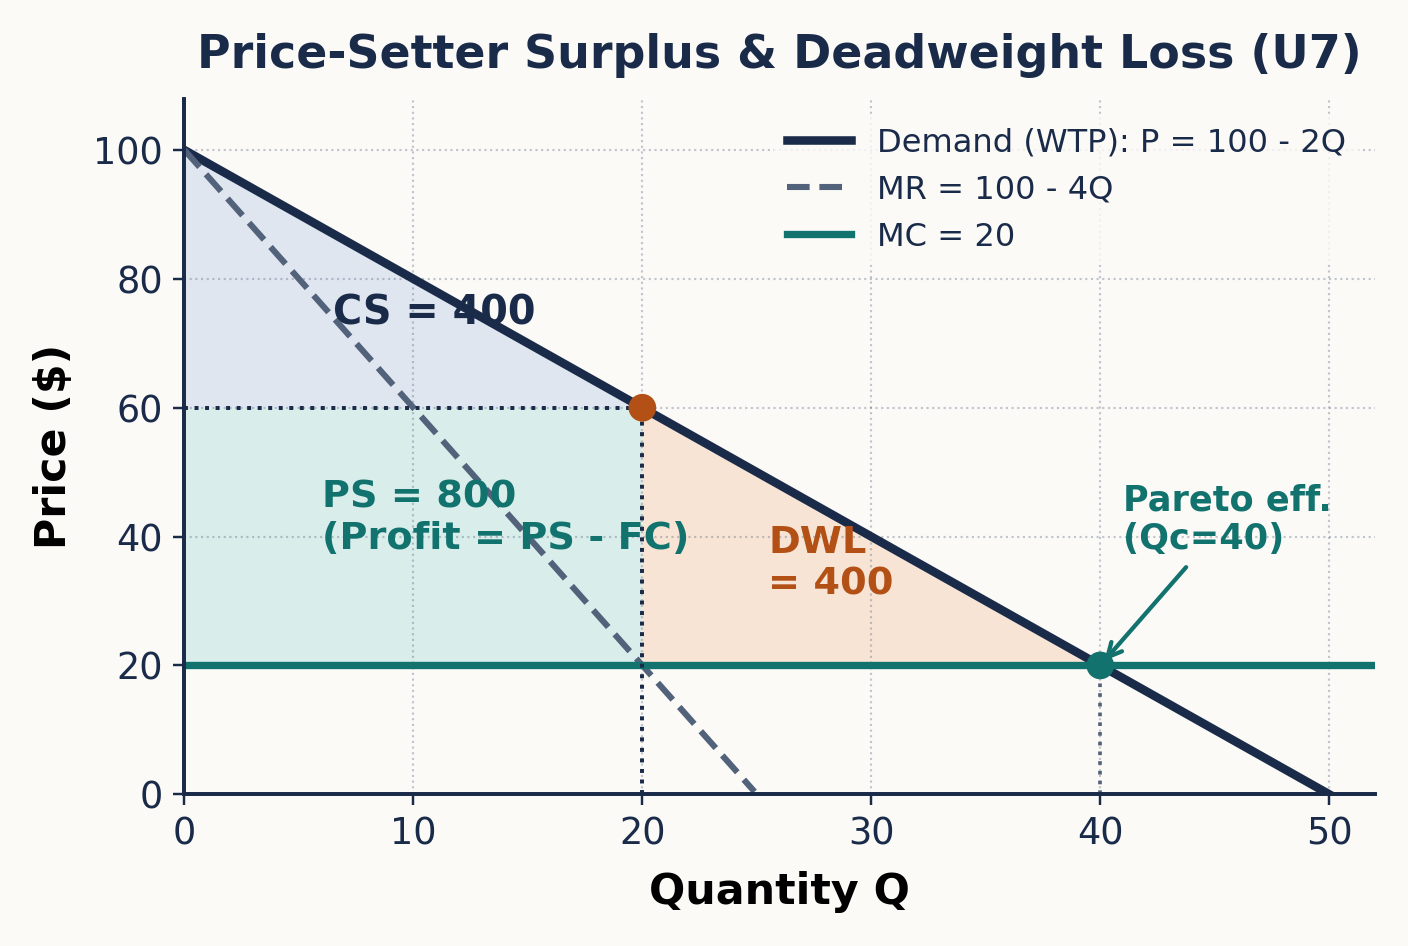 Price-Setter Surplus & Deadweight Loss (U7)
Demand (WTP): P = 100 - 2Q
MR = 100 - 4Q
MC = 20
Price ($)
100
80
60
40
20
0
CS = 400
PS = 800
(Profit = PS - FC)
DWL
= 400
Pareto eff.
(Qc=40)
0 10 20 30 40 50
Quantity Q